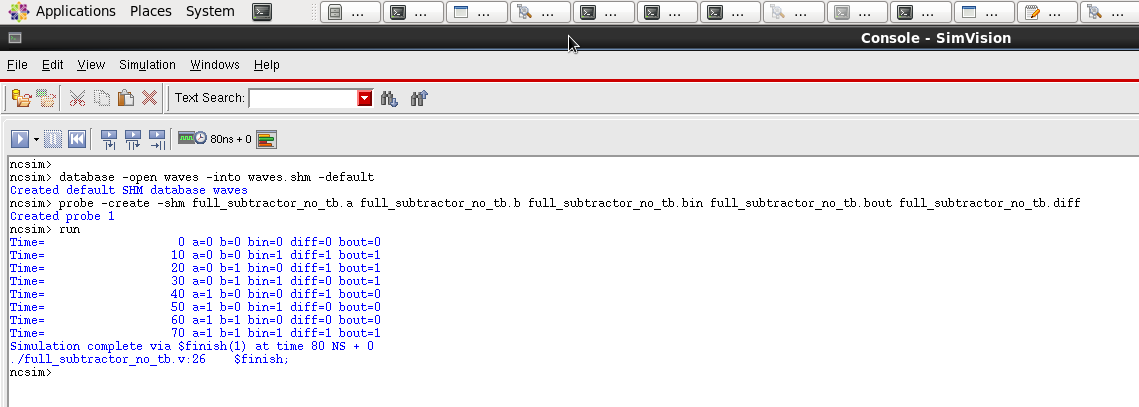 Applications Places System ... ... ... ... ... ... ... ... ... ... ... ... ...
Console - SimVision
File Edit View Simulation Windows Help
Text Search:
80ns + 0
ncsim>
ncsim> database -open waves -into waves.shm -default
Created default SHM database waves
ncsim> probe -create -shm full_subtractor_no_tb.a full_subtractor_no_tb.b full_subtractor_no_tb.bin full_subtractor_no_tb.bout full_subtractor_no_tb.diff
Created probe 1
ncsim> run
Time= 0 a=0 b=0 bin=0 diff=0 bout=0
Time= 10 a=0 b=0 bin=1 diff=1 bout=1
Time= 20 a=0 b=1 bin=0 diff=1 bout=1
Time= 30 a=0 b=1 bin=1 diff=0 bout=1
Time= 40 a=1 b=0 bin=0 diff=1 bout=0
Time= 50 a=1 b=0 bin=1 diff=0 bout=0
Time= 60 a=1 b=1 bin=0 diff=0 bout=0
Time= 70 a=1 b=1 bin=1 diff=1 bout=1
Simulation complete via $finish(1) at time 80 NS + 0
./full_subtractor_no_tb.v:26 $finish;
ncsim>